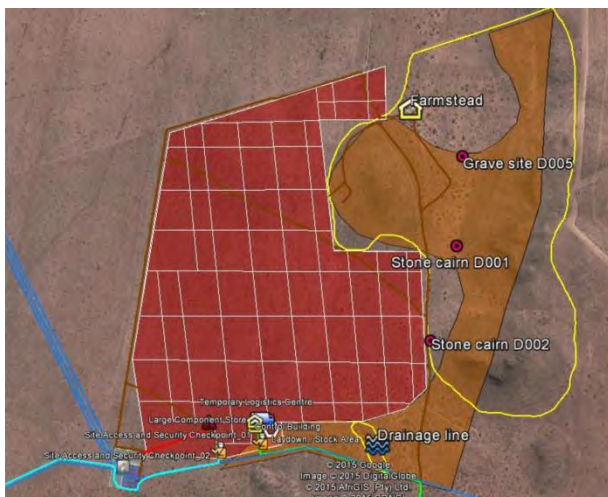 Farmstead
Grave site D005
Stone cairn D001
Stone cairn D002
Temporary Logistics Centre
Large Component Store
Building
Site Access and Security Checkpoint_01
Laydown / Stock Area
Drainage line
Site Access and Security Checkpoint_02
© 2015 Google
Image © 2015 DigitalGlobe
© 2015 AfriGIS (Pty) Ltd.